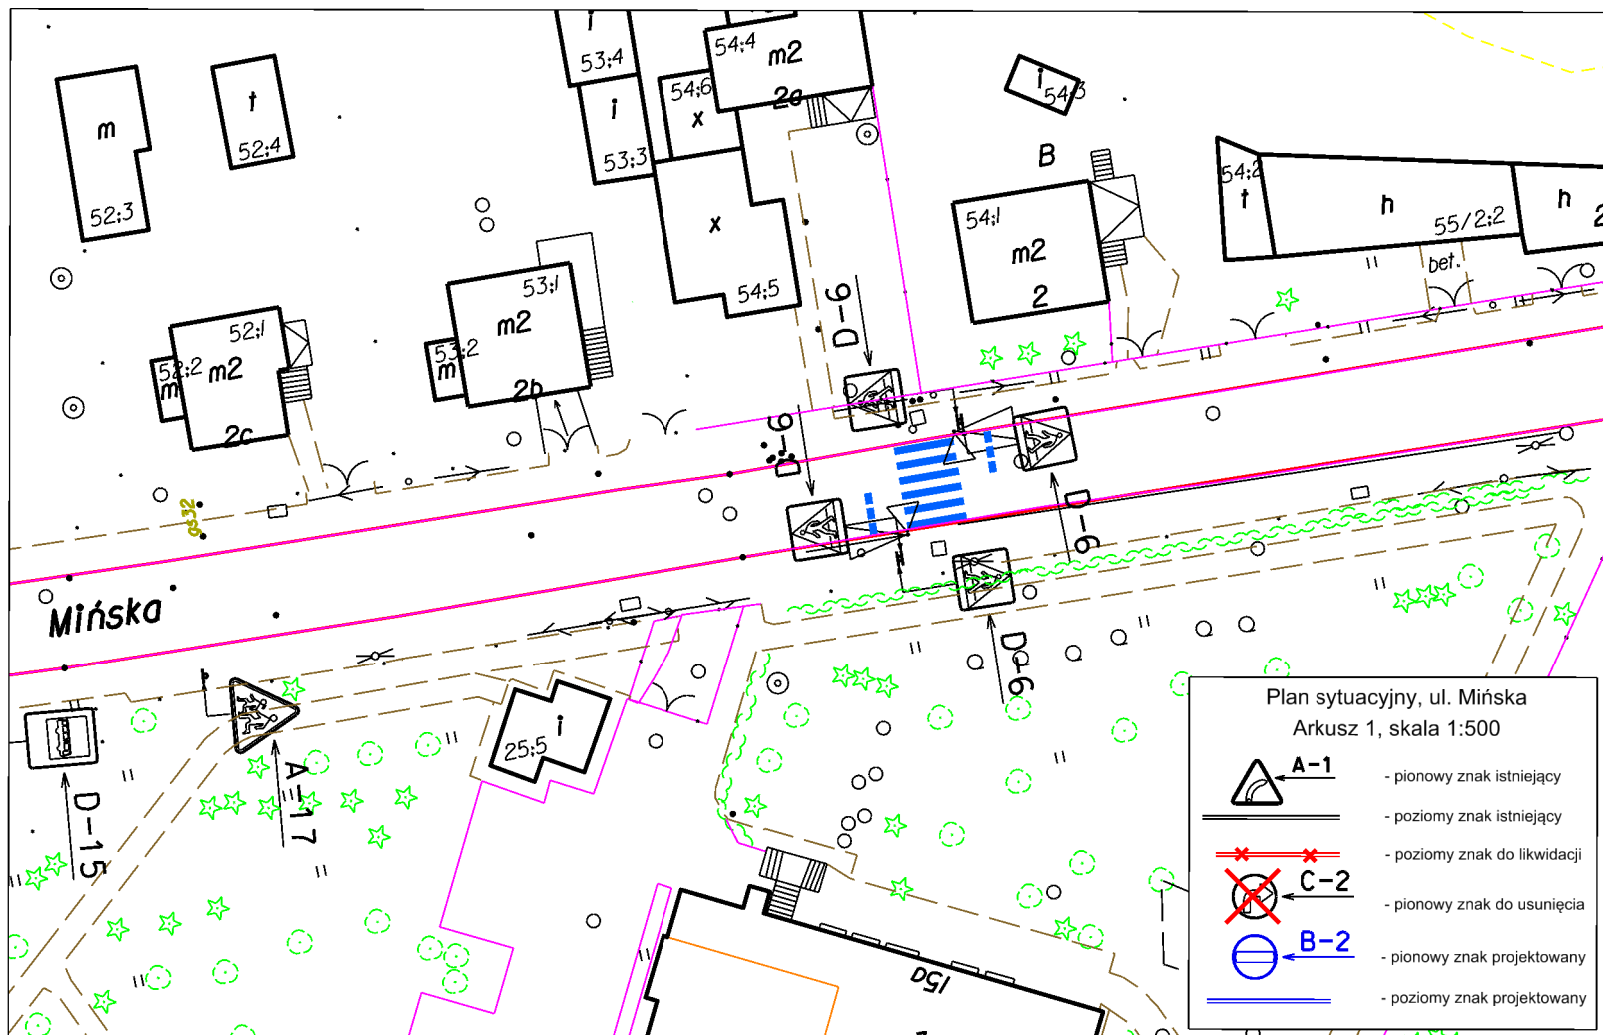 m
52;3
t
52;4
i
53;4
i
53;3
54;6
x
54;4
m2
2a
x
54;5
i
54;3
B
54;1
m2
2
54;2
t
h
55/2;2
h
2
bet.
52;2
m
52;1
m2
2c
53;2
m
53;1
m2
2b
D-6
D-6
D-6
D-6
gs32
Mińska
A-17
D-15
i
25;5
15a
Plan sytuacyjny, ul. Mińska
Arkusz 1, skala 1:500
A-1
- pionowy znak istniejący
- poziomy znak istniejący
- poziomy znak do likwidacji
C-2
- pionowy znak do usunięcia
B-2
- pionowy znak projektowany
- poziomy znak projektowany